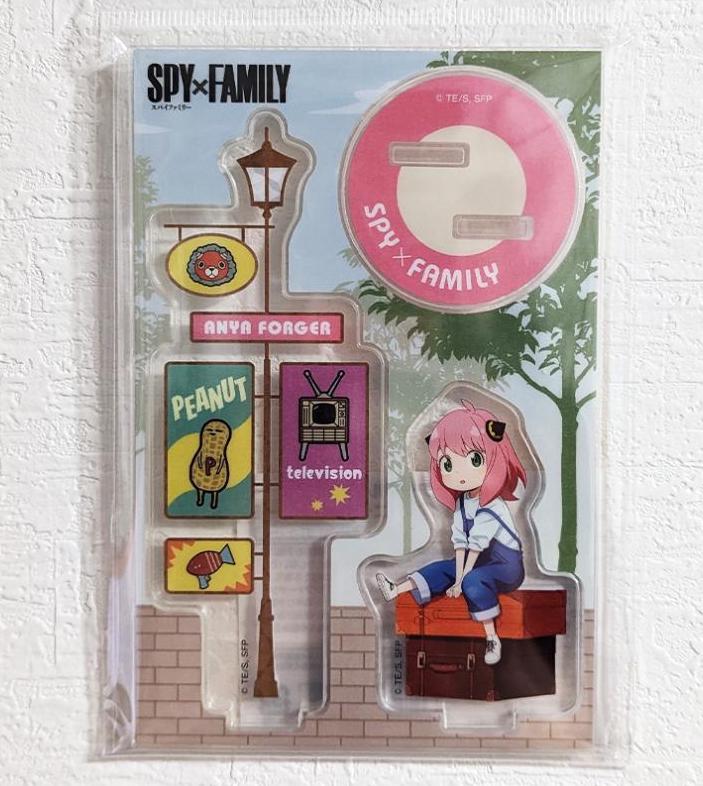 SPY×FAMILY
スパイファミリー
© TE/S, SFP
SPY×FAMILY
ANYA FORGER
PEANUT
P
television
© TE/S, SFP
© TE/S, SFP